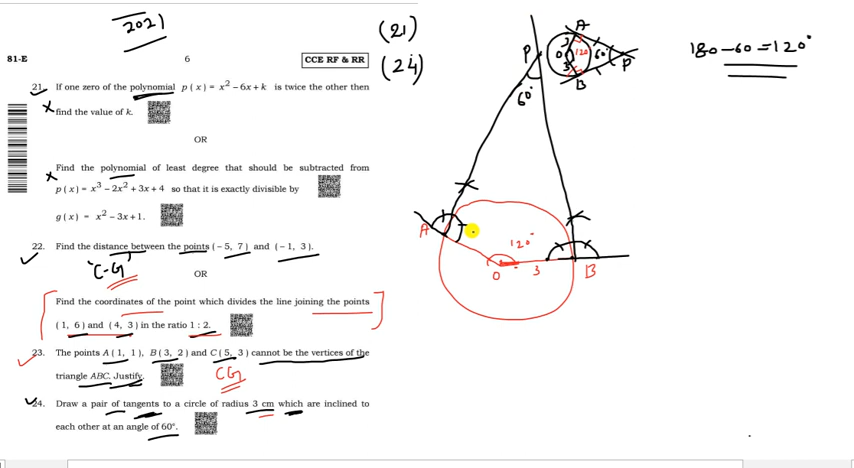 2021
81-E
6
CCE RF & RR
(21)
(24)
21. If one zero of the polynomial p ( x ) = x² – 6x + k is twice the other then
find the value of k.
OR
Find the polynomial of least degree that should be subtracted from
p ( x ) = x³ – 2x² + 3x + 4 so that it is exactly divisible by
g ( x ) = x² – 3x + 1.
22. Find the distance between the points ( – 5, 7 ) and ( – 1, 3 ).
"C-G"
OR
Find the coordinates of the point which divides the line joining the points
( 1, 6 ) and ( 4, 3 ) in the ratio 1 : 2.
23. The points A ( 1, 1 ), B ( 3, 2 ) and C ( 5, 3 ) cannot be the vertices of the
triangle ABC. Justify.
CG
24. Draw a pair of tangents to a circle of radius 3 cm which are inclined to
each other at an angle of 60°.
A
3
P
O
120
60°
P
3
B
180-60=120°
60°
A
120°
O
3
B